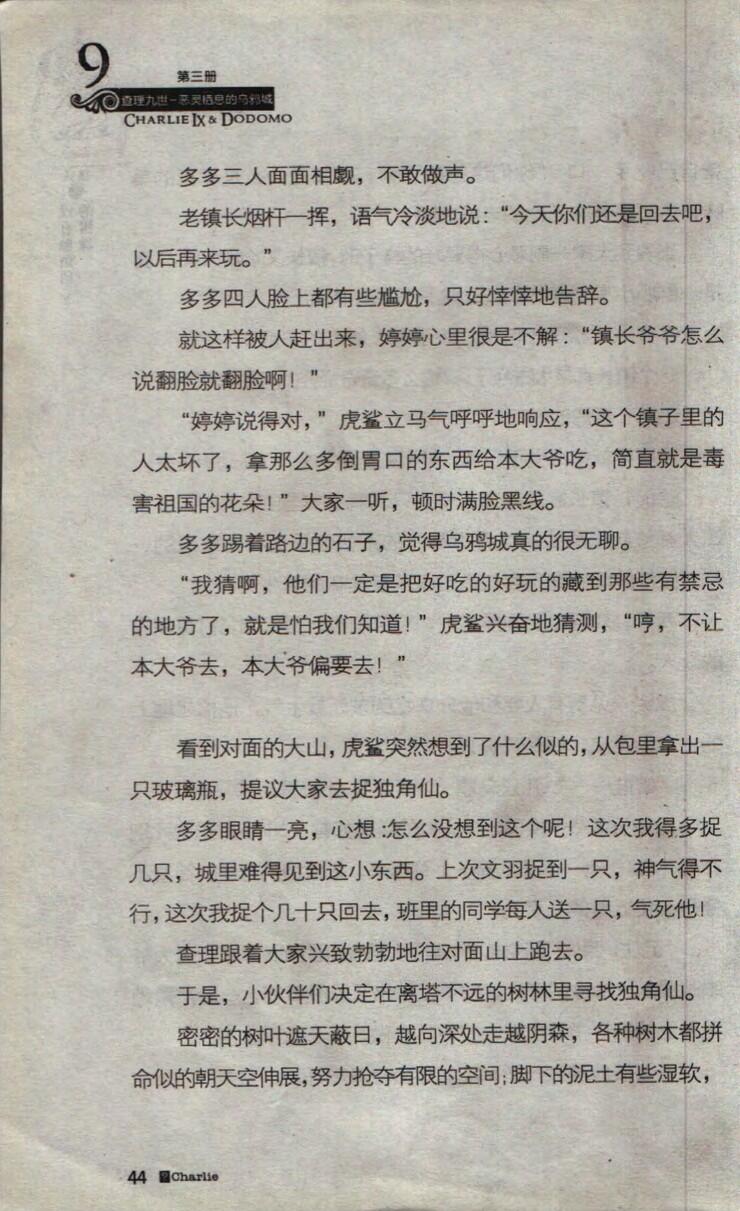 9
第三册
查理九世-恶灵栖息的乌鸦城
CHARLIE IX & DODOMO
多多三人面面相觑，不敢做声。
老镇长烟杆一挥，语气冷淡地说：“今天你们还是回去吧，
以后再来玩。”
多多四人脸上都有些尴尬，只好悻悻地告辞。
就这样被人赶出来，婷婷心里很是不解：“镇长爷爷怎么
说翻脸就翻脸啊！”
“婷婷说得对，”虎鲨立马气呼呼地响应，“这个镇子里的
人太坏了，拿那么多倒胃口的东西给本大爷吃，简直就是毒
害祖国的花朵！”大家一听，顿时满脸黑线。
多多踢着路边的石子，觉得乌鸦城真的很无聊。
“我猜啊，他们一定是把好吃的好玩的藏到那些有禁忌
的地方了，就是怕我们知道！”虎鲨兴奋地猜测，“哼，不让
本大爷去，本大爷偏要去！”
看到对面的大山，虎鲨突然想到了什么似的，从包里拿出一
只玻璃瓶，提议大家去捉独角仙。
多多眼睛一亮，心想：怎么没想到这个呢！这次我得多捉
几只，城里难得见到这小东西。上次文羽捉到一只，神气得不
行，这次我捉个几十只回去，班里的同学每人送一只，气死他！
查理跟着大家兴致勃勃地往对面山上跑去。
于是，小伙伴们决定在离塔不远的树林里寻找独角仙。
密密的树叶遮天蔽日，越向深处走越阴森，各种树木都拼
命似的朝天空伸展，努力抢夺有限的空间；脚下的泥土有些湿软，
44 Charlie